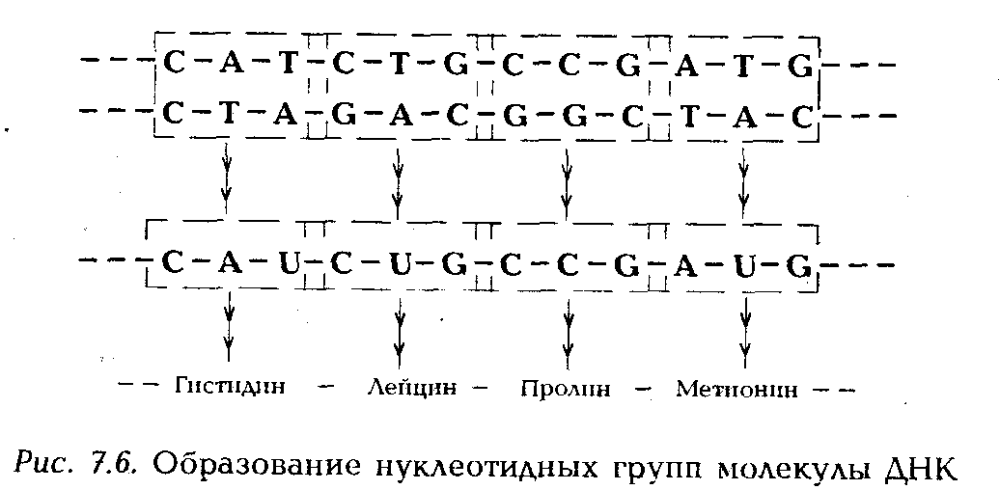 ---C-A-T-C-T-G-C-C-G-A-T-G---
---C-T-A-G-A-C-G-G-C-T-A-C---
---C-A-U-C-U-G-C-C-G-A-U-G---
-- Гистидин - Лейцин - Пролин - Метионин --
Рис. 7.6. Образование нуклеотидных групп молекулы ДНК